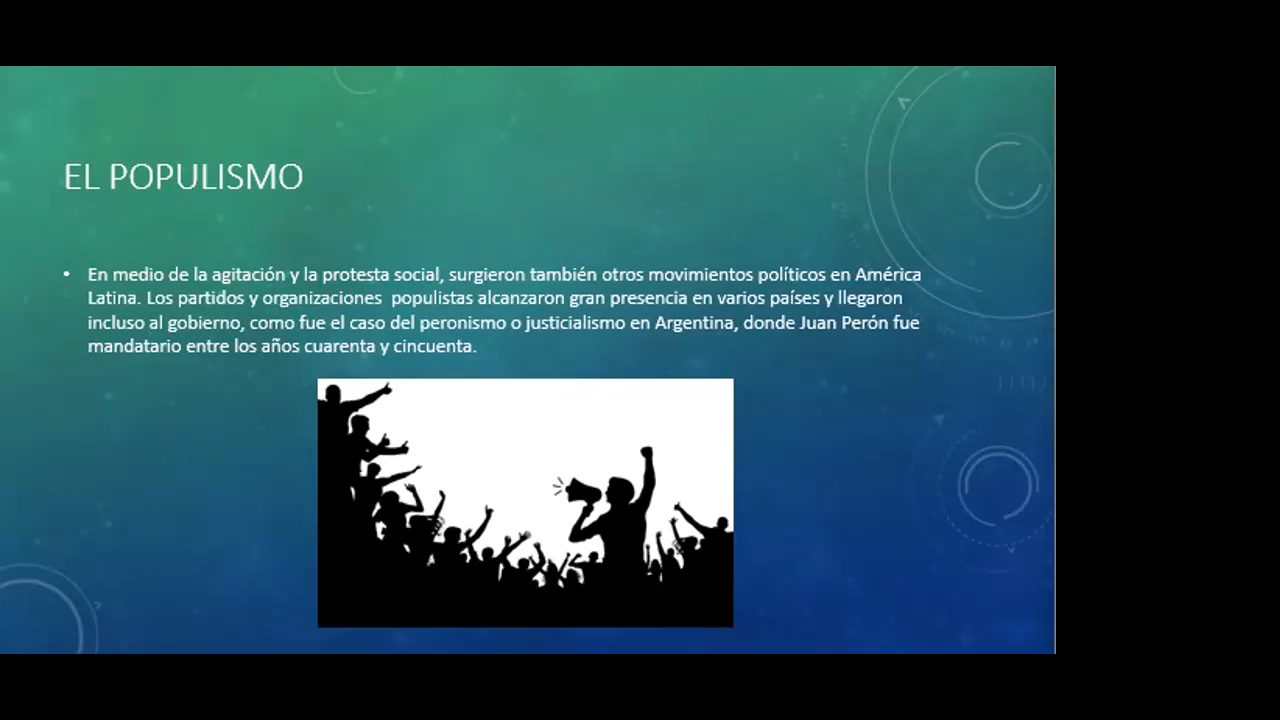 EL POPULISMO
• En medio de la agitación y la protesta social, surgieron también otros movimientos políticos en América
Latina. Los partidos y organizaciones  populistas alcanzaron gran presencia en varios países y llegaron
incluso al gobierno, como fue el caso del peronismo o justicialismo en Argentina, donde Juan Perón fue
mandatario entre los años cuarenta y cincuenta.